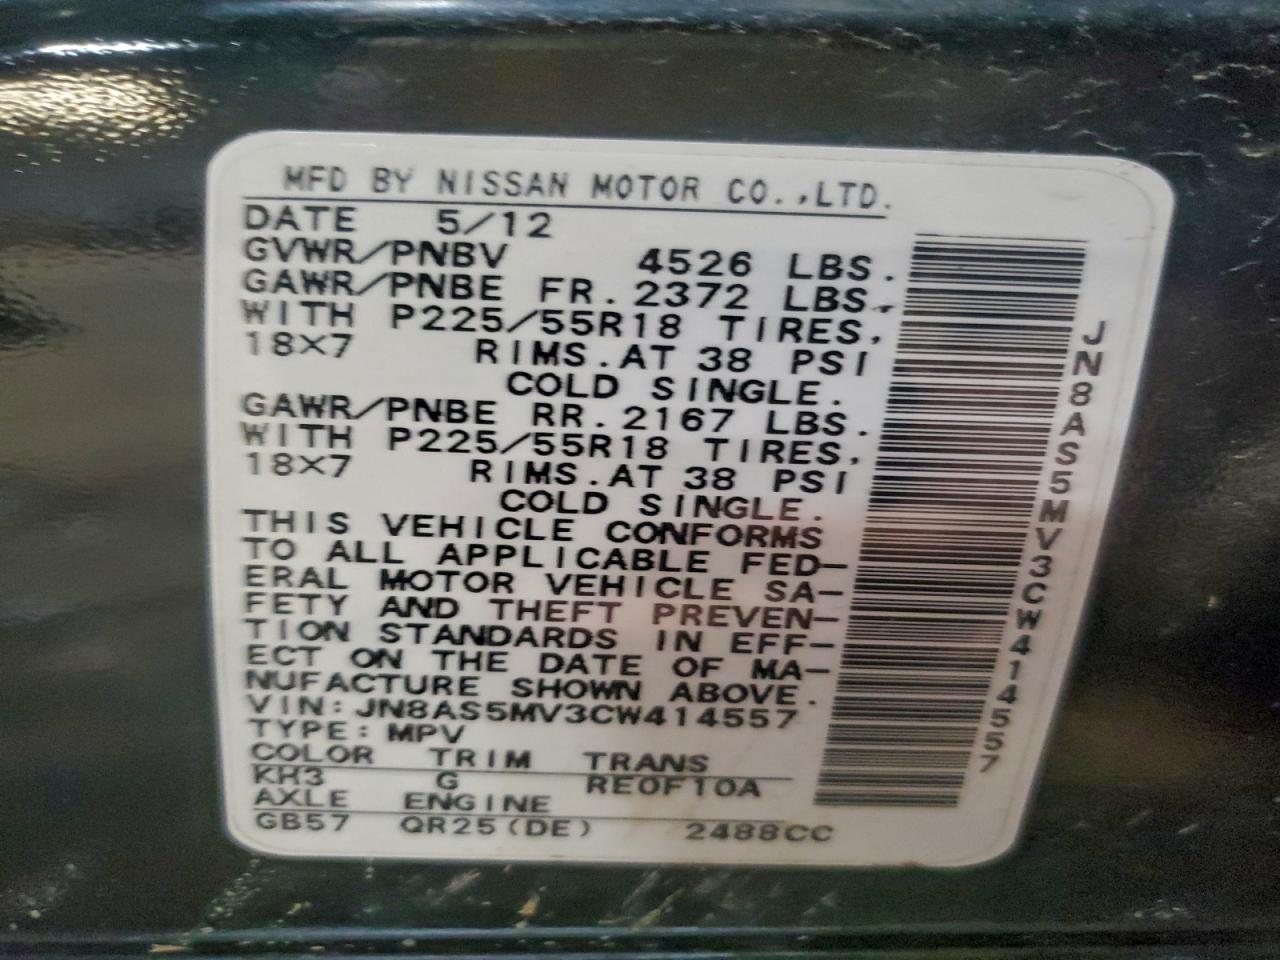 MFD BY NISSAN MOTOR CO.,LTD.
DATE 5/12
GVWR/PNBV 4526 LBS.
GAWR/PNBE FR. 2372 LBS.
WITH P225/55R18 TIRES,
18X7 RIMS. AT 38 PSI
COLD SINGLE.
GAWR/PNBE RR. 2167 LBS.
WITH P225/55R18 TIRES,
18X7 RIMS. AT 38 PSI
COLD SINGLE.
THIS VEHICLE CONFORMS
TO ALL APPLICABLE FED-
ERAL MOTOR VEHICLE SA-
FETY AND THEFT PREVEN-
TION STANDARDS IN EFF-
ECT ON THE DATE OF MA-
NUFACTURE SHOWN ABOVE.
VIN: JN8AS5MV3CW414557
TYPE: MPV
COLOR TRIM TRANS
KH3 G RE0F10A
AXLE ENGINE
GB57 QR25(DE) 2488CC
JN8AS5MV3CW414557